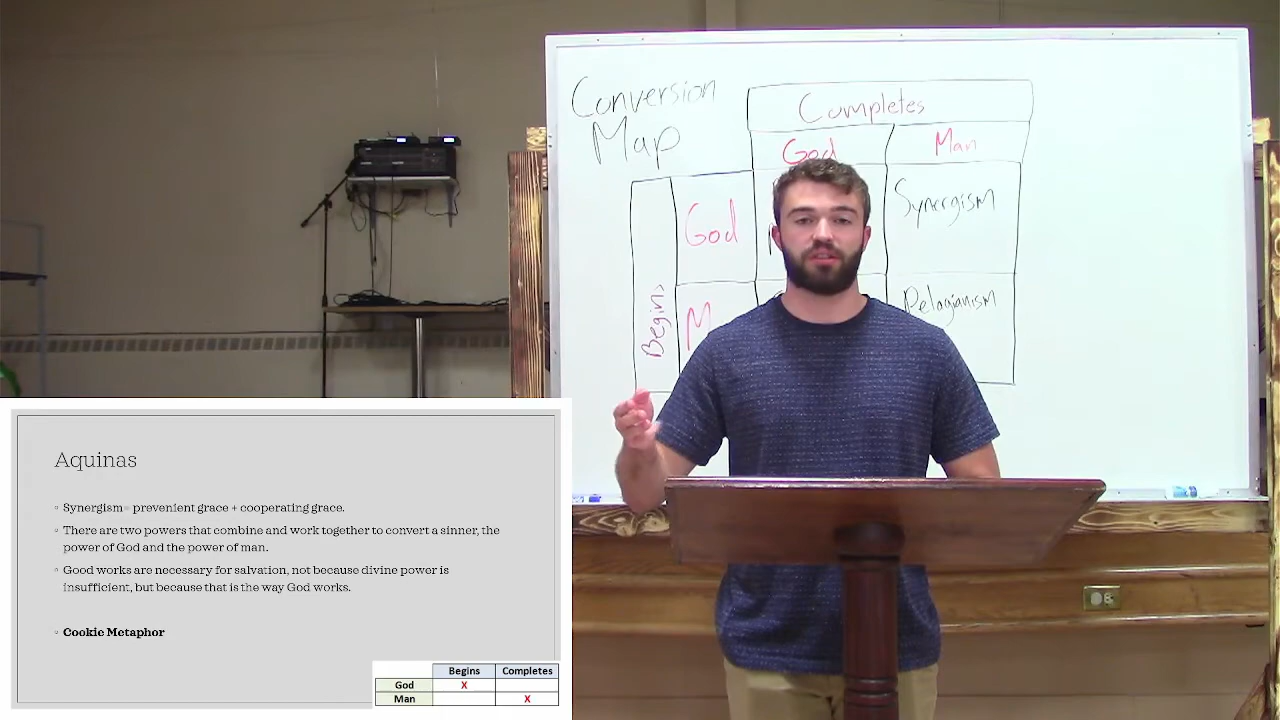 Conversion
Map
Completes
God
Man
God
Synergism
Begins
M
Pelagianism
Aquinas
Synergism= prevenient grace + cooperating grace.
There are two powers that combine and work together to convert a sinner, the
power of God and the power of man.
Good works are necessary for salvation, not because divine power is
insufficient, but because that is the way God works.
Cookie Metaphor
Begins Completes
God X
Man X